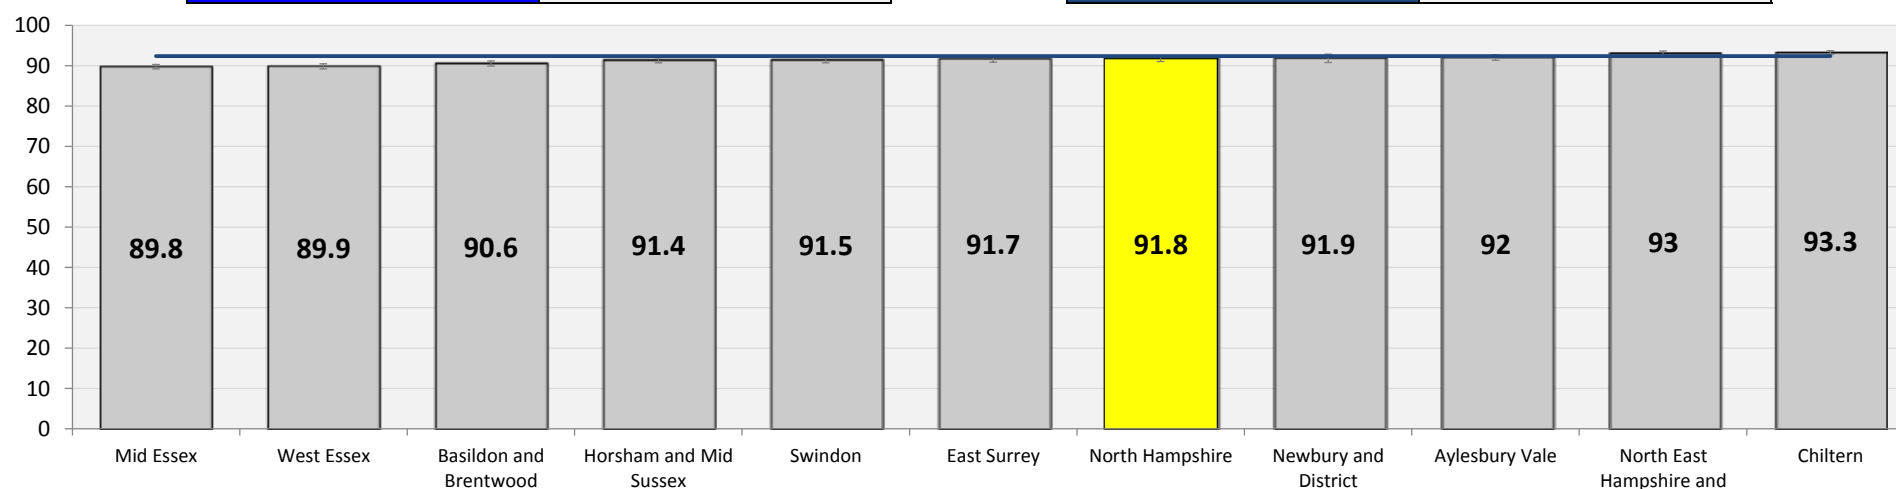 100
90
80
70
60
50
40
30
20
10
0
89.8
89.9
90.6
91.4
91.5
91.7
91.8
91.9
92
93
93.3
Mid Essex
West Essex
Basildon and
Brentwood
Horsham and Mid
Sussex
Swindon
East Surrey
North Hampshire
Newbury and
District
Aylesbury Vale
North East
Hampshire and
Chiltern